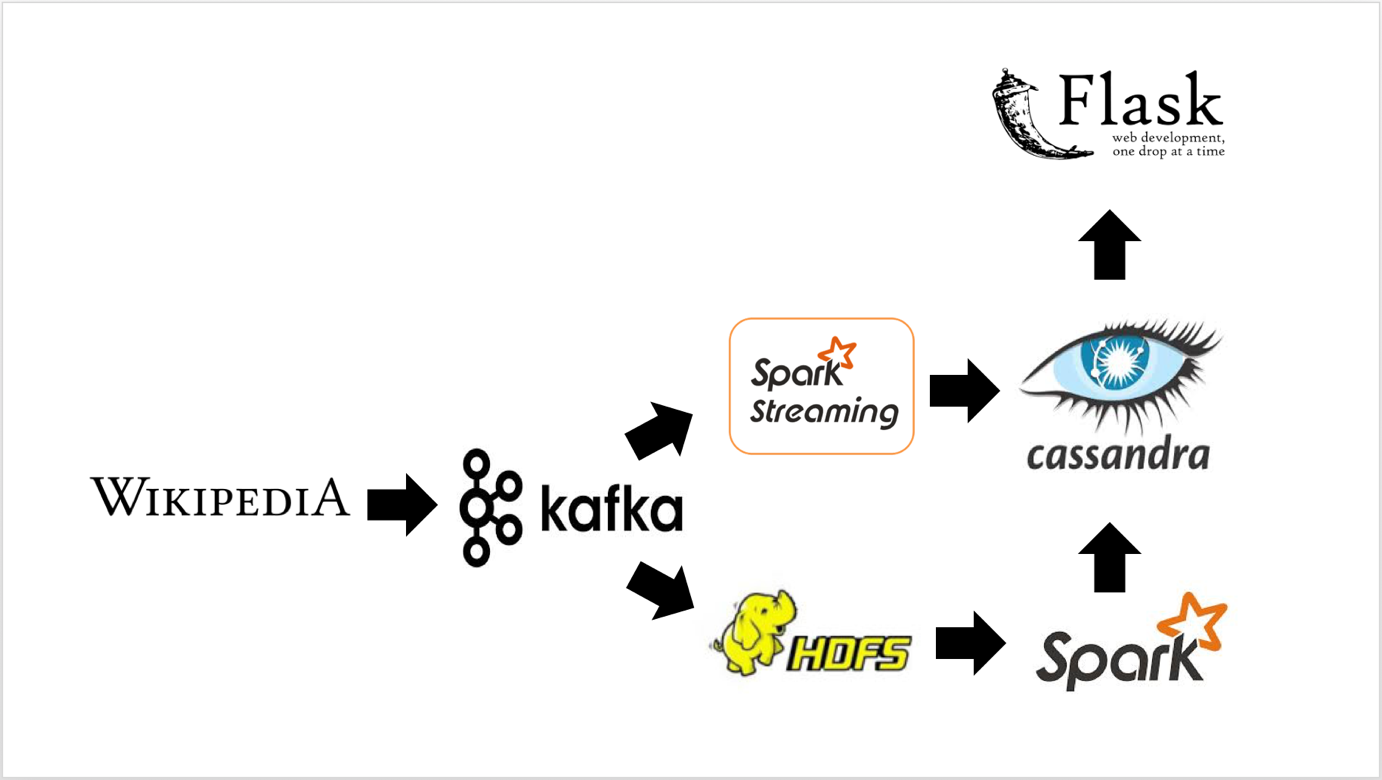 Flask
web development,
one drop at a time
Spark
Streaming
cassandra
WIKIPEDIA
kafka
HDFS
Spark